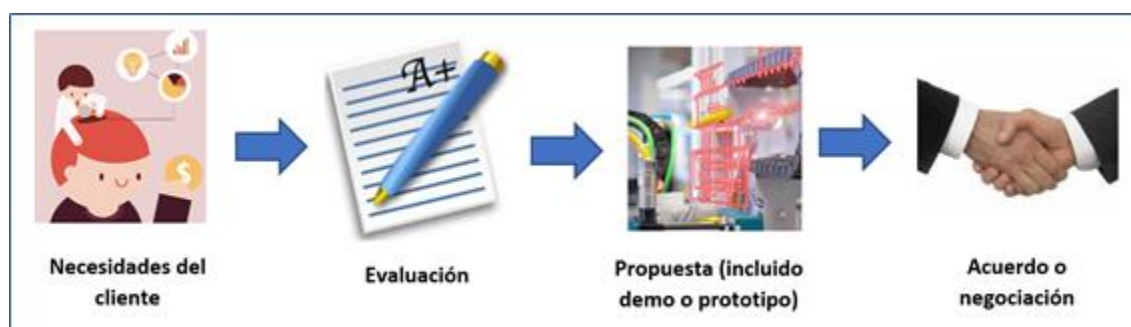 A+
$
Necesidades del
cliente
Evaluación
Propuesta (incluido
demo o prototipo)
Acuerdo o
negociación